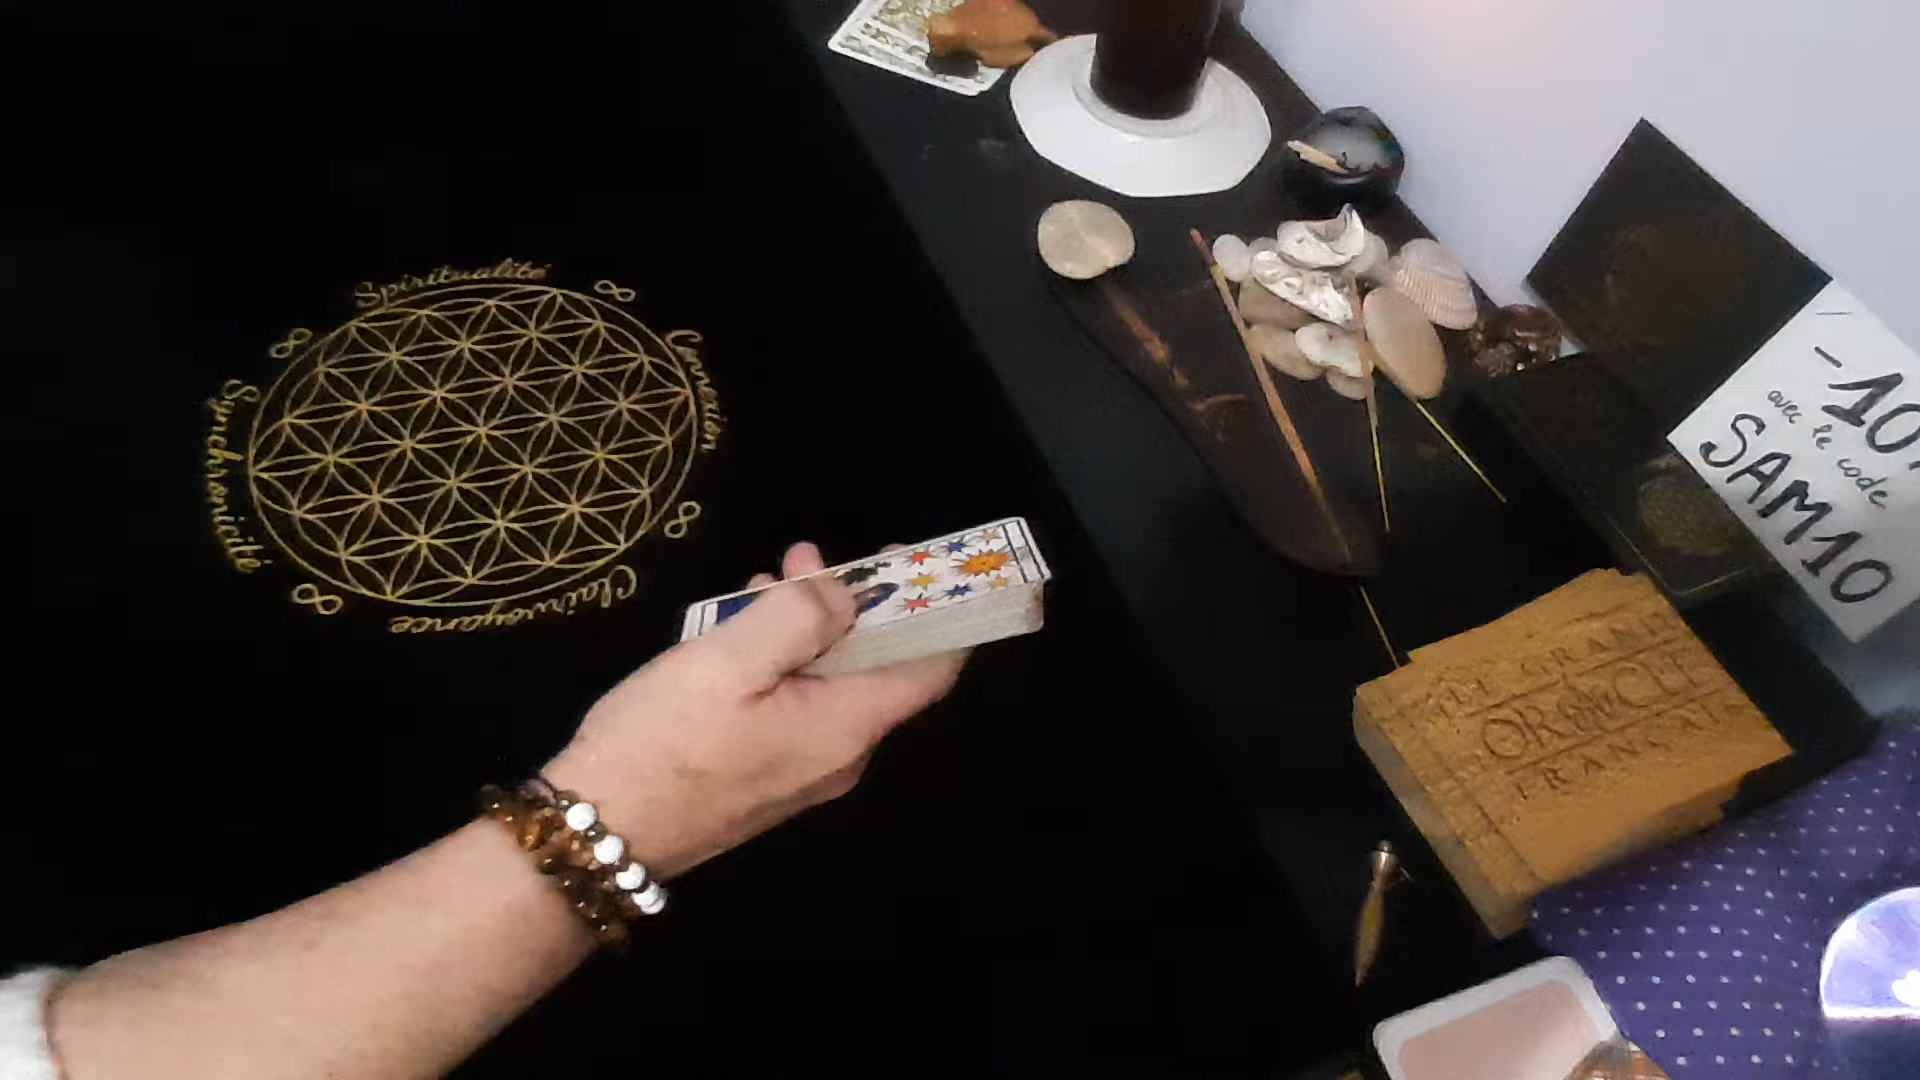 Spiritualité
Connexion
Clairvoyance
Synchronicité
-10
avec le code
SAM10
LE GRAND
ORACLE
FRANÇAIS